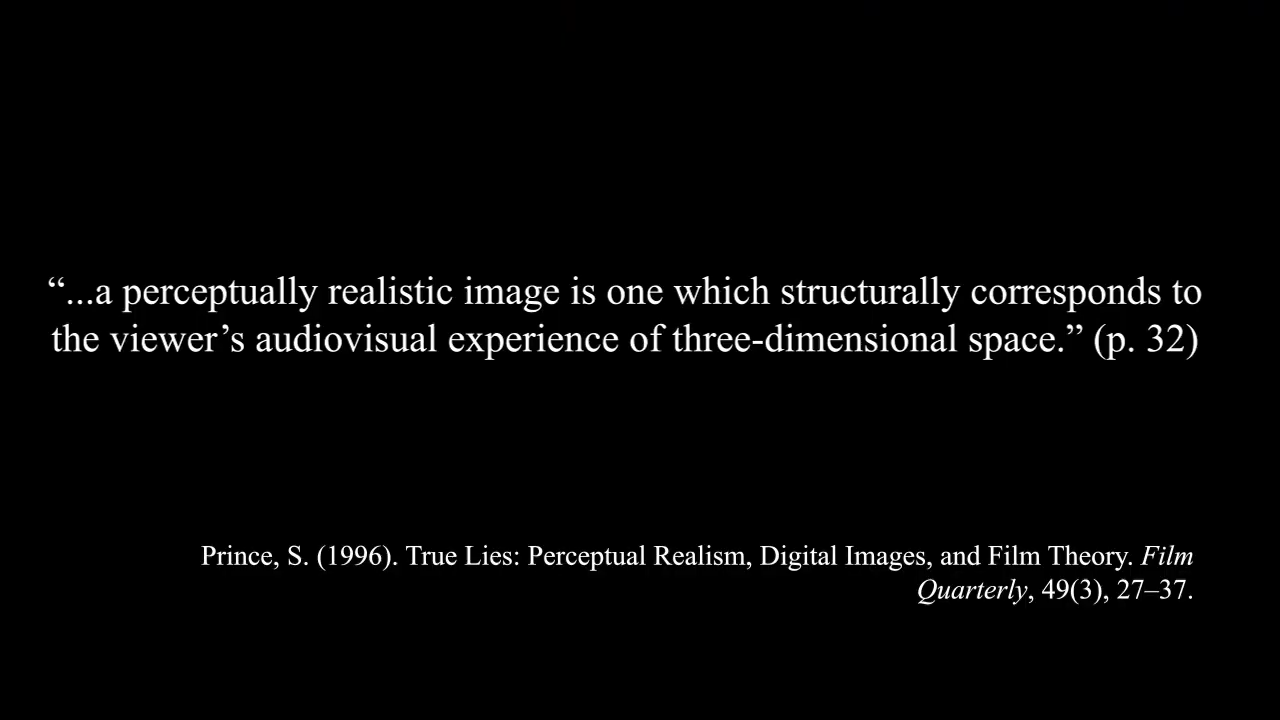 “...a perceptually realistic image is one which structurally corresponds to
the viewer’s audiovisual experience of three-dimensional space.” (p. 32)
Prince, S. (1996). True Lies: Perceptual Realism, Digital Images, and Film Theory. Film
Quarterly, 49(3), 27–37.